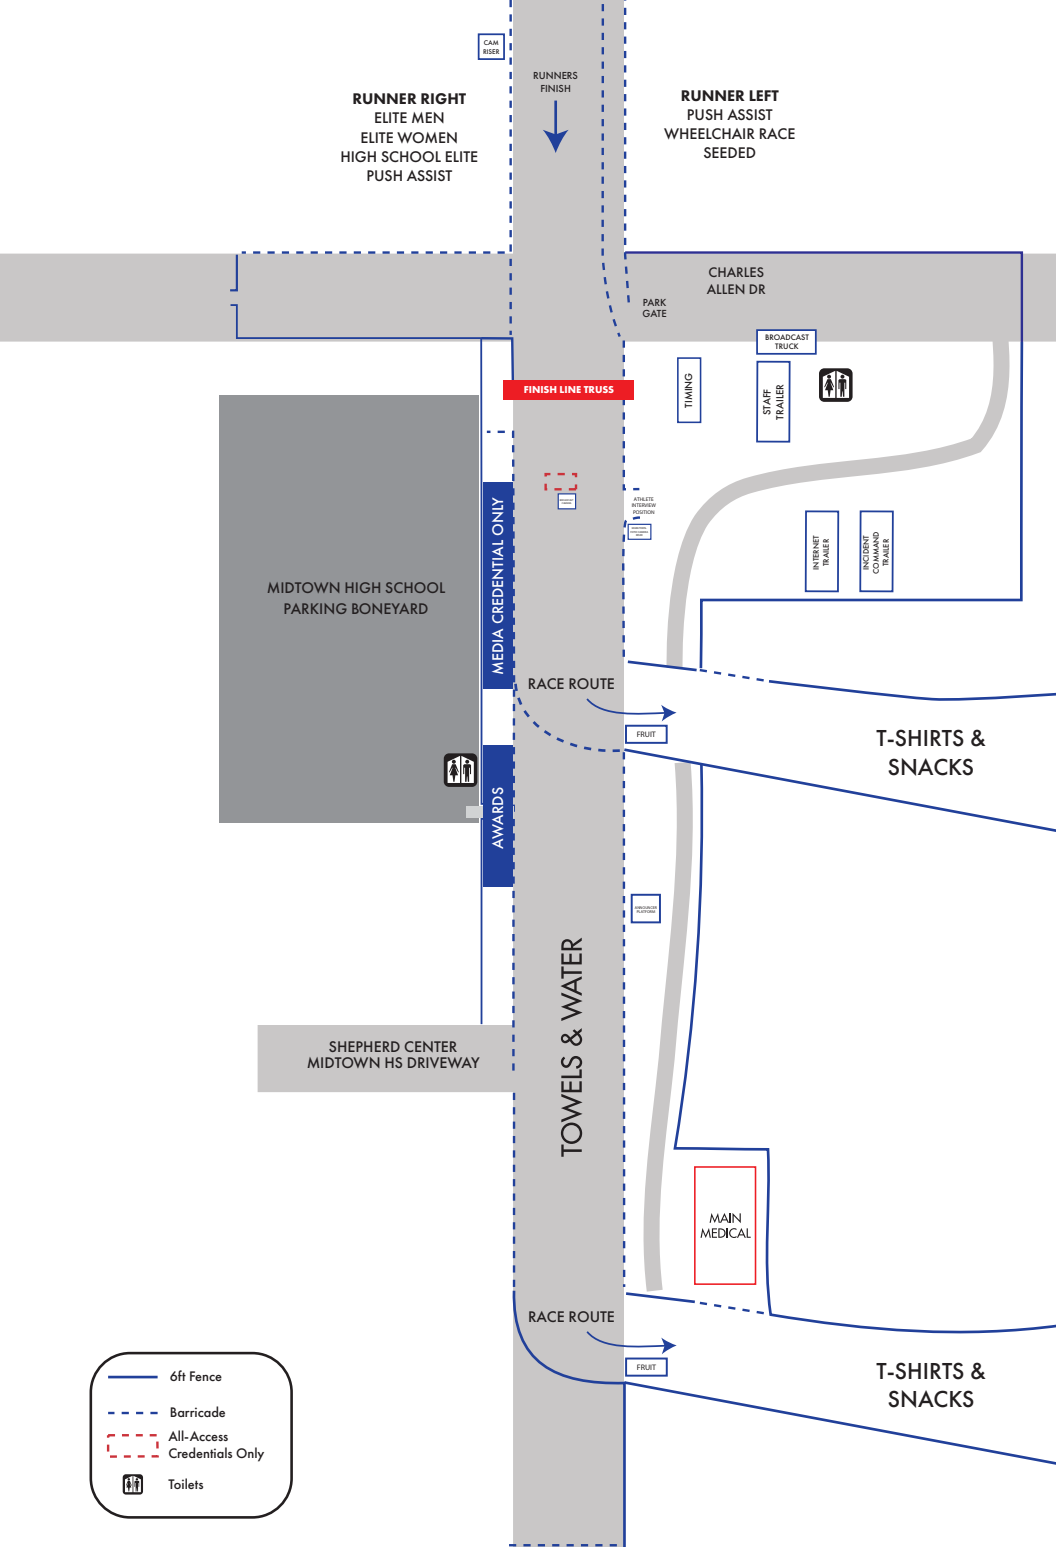 CAM
RISER
RUNNERS
FINISH
RUNNER RIGHT
ELITE MEN
ELITE WOMEN
HIGH SCHOOL ELITE
PUSH ASSIST
RUNNER LEFT
PUSH ASSIST
WHEELCHAIR RACE
SEEDED
CHARLES
ALLEN DR
PARK
GATE
BROADCAST
TRUCK
FINISH LINE TRUSS
TIMING
STAFF
TRAILER
ATHLETE
INTERVIEW
POSITION
MEDIA CREDENTIAL ONLY
INTERNET
TRAILER
INCIDENT
COMMAND
TRAILER
MIDTOWN HIGH SCHOOL
PARKING BONEYARD
RACE ROUTE
FRUIT
T-SHIRTS &
SNACKS
AWARDS
ANNOUNCER
PLATFORM
TOWELS & WATER
SHEPHERD CENTER
MIDTOWN HS DRIVEWAY
MAIN
MEDICAL
RACE ROUTE
FRUIT
T-SHIRTS &
SNACKS
6ft Fence
Barricade
All-Access
Credentials Only
Toilets